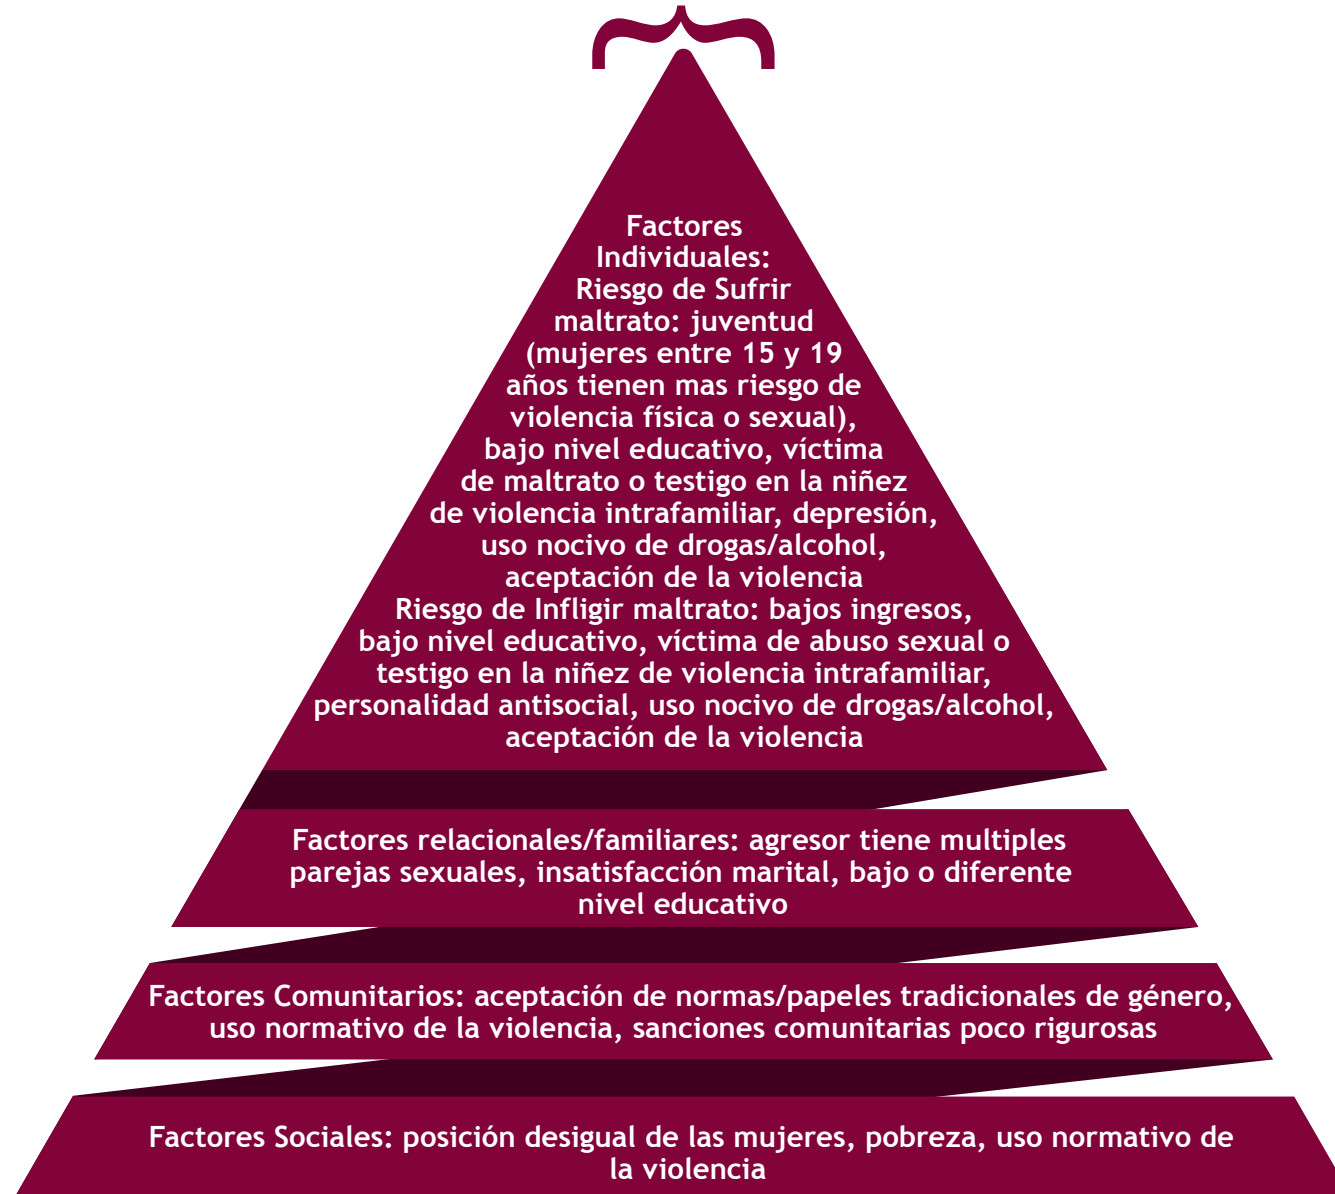 Factores
Individuales:
Riesgo de Sufrir
maltrato: juventud
(mujeres entre 15 y 19
años tienen mas riesgo de
violencia física o sexual),
bajo nivel educativo, víctima
de maltrato o testigo en la niñez
de violencia intrafamiliar, depresión,
uso nocivo de drogas/alcohol,
aceptación de la violencia
Riesgo de Infligir maltrato: bajos ingresos,
bajo nivel educativo, víctima de abuso sexual o
testigo en la niñez de violencia intrafamiliar,
personalidad antisocial, uso nocivo de drogas/alcohol,
aceptación de la violencia
Factores relacionales/familiares: agresor tiene multiples
parejas sexuales, insatisfacción marital, bajo o diferente
nivel educativo
Factores Comunitarios: aceptación de normas/papeles tradicionales de género,
uso normativo de la violencia, sanciones comunitarias poco rigurosas
Factores Sociales: posición desigual de las mujeres, pobreza, uso normativo de
la violencia